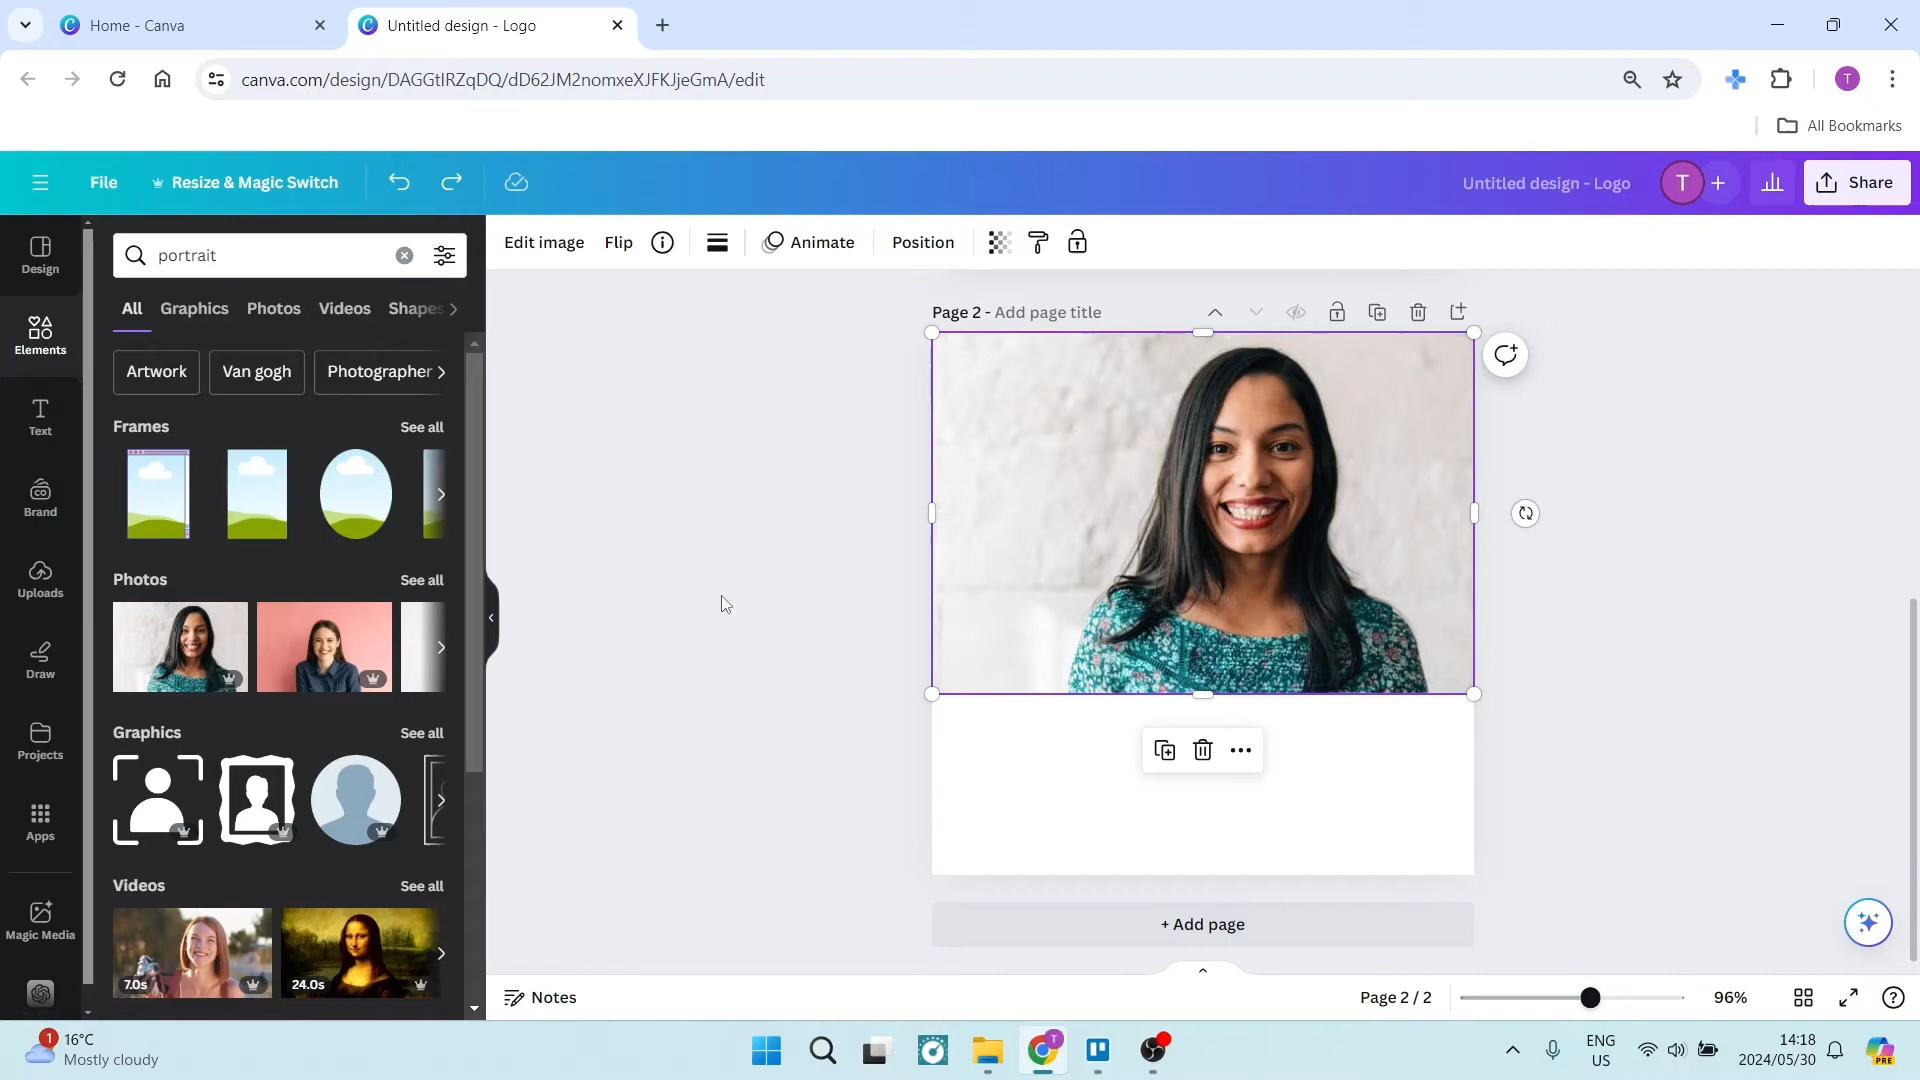 Home - Canva
Untitled design - Logo
canva.com/design/DAGGtIRZqDQ/dD62JM2nomxeXJFKJjeGmA/edit
All Bookmarks
File
Resize & Magic Switch
Untitled design - Logo
T
Share
Design
Elements
Text
Brand
Uploads
Draw
Projects
Apps
Magic Media
portrait
All Graphics Photos Videos Shapes
Artwork
Van gogh
Photographer
Frames
See all
Photos
See all
Graphics
See all
Videos
See all
7.0s
24.0s
Edit image
Flip
Animate
Position
Page 2 - Add page title
+ Add page
Notes
Page 2 / 2
96%
1
16°C
Mostly cloudy
T
ENG
US
14:18
2024/05/30
PRE